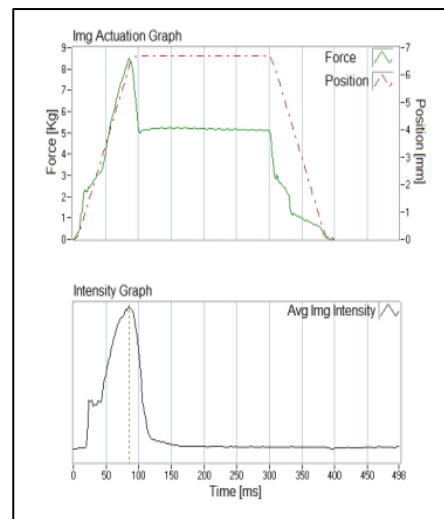 Img Actuation Graph
Force
Position
Force [Kg]
9
8
7
6
5
4
3
2
1
0
Position [mm]
-7
-6
-5
-4
-3
-2
-1
-0
Intensity Graph
Avg Img Intensity
0 50 100 150 200 250 300 350 400 450 498
Time [ms]